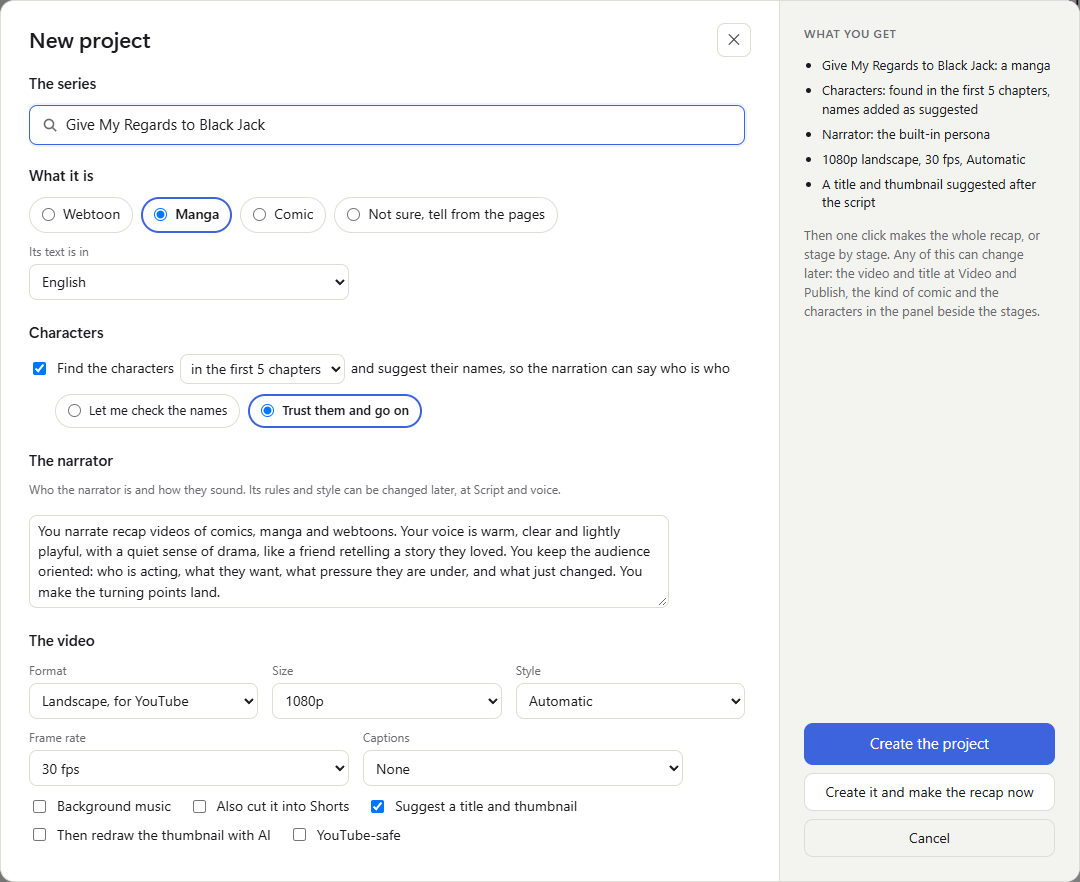 New project
The series
Give My Regards to Black Jack
What it is
Webtoon
Manga
Comic
Not sure, tell from the pages
Its text is in
English
Characters
Find the characters in the first 5 chapters and suggest their names, so the narration can say who is who
Let me check the names
Trust them and go on
The narrator
Who the narrator is and how they sound. Its rules and style can be changed later, at Script and voice.
You narrate recap videos of comics, manga and webtoons. Your voice is warm, clear and lightly
playful, with a quiet sense of drama, like a friend retelling a story they loved. You keep the audience
oriented: who is acting, what they want, what pressure they are under, and what just changed. You
make the turning points land.
The video
Format
Size
Style
Landscape, for YouTube
1080p
Automatic
Frame rate
Captions
30 fps
None
Background music
Also cut it into Shorts
Suggest a title and thumbnail
Then redraw the thumbnail with AI
YouTube-safe
WHAT YOU GET
Give My Regards to Black Jack: a manga
Characters: found in the first 5 chapters,
names added as suggested
Narrator: the built-in persona
1080p landscape, 30 fps, Automatic
A title and thumbnail suggested after
the script
Then one click makes the whole recap, or
stage by stage. Any of this can change
later: the video and title at Video and
Publish, the kind of comic and the
characters in the panel beside the stages.
Create the project
Create it and make the recap now
Cancel